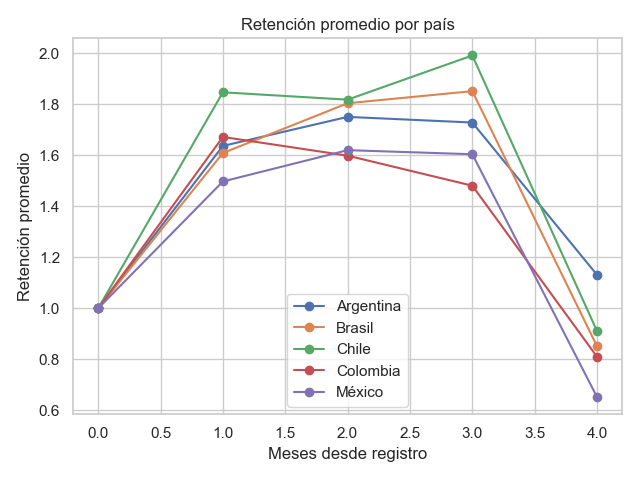 Retención promedio por país
Retención promedio
2.0
1.8
1.6
1.4
1.2
1.0
0.8
0.6
Argentina
Brasil
Chile
Colombia
México
0.0 0.5 1.0 1.5 2.0 2.5 3.0 3.5 4.0
Meses desde registro